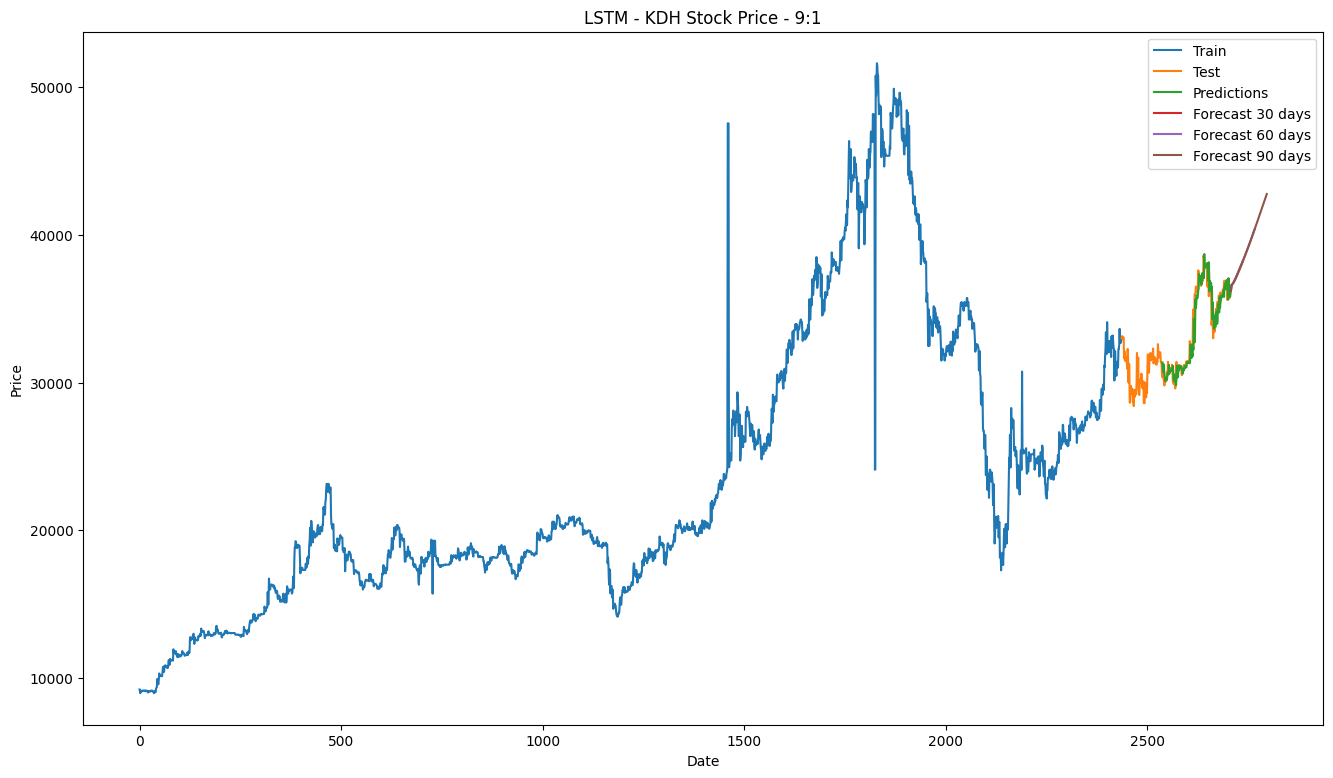 LSTM - KDH Stock Price - 9:1
Train
Test
Predictions
Forecast 30 days
Forecast 60 days
Forecast 90 days
Price
50000
40000
30000
20000
10000
0
500
1000
1500
2000
2500
Date